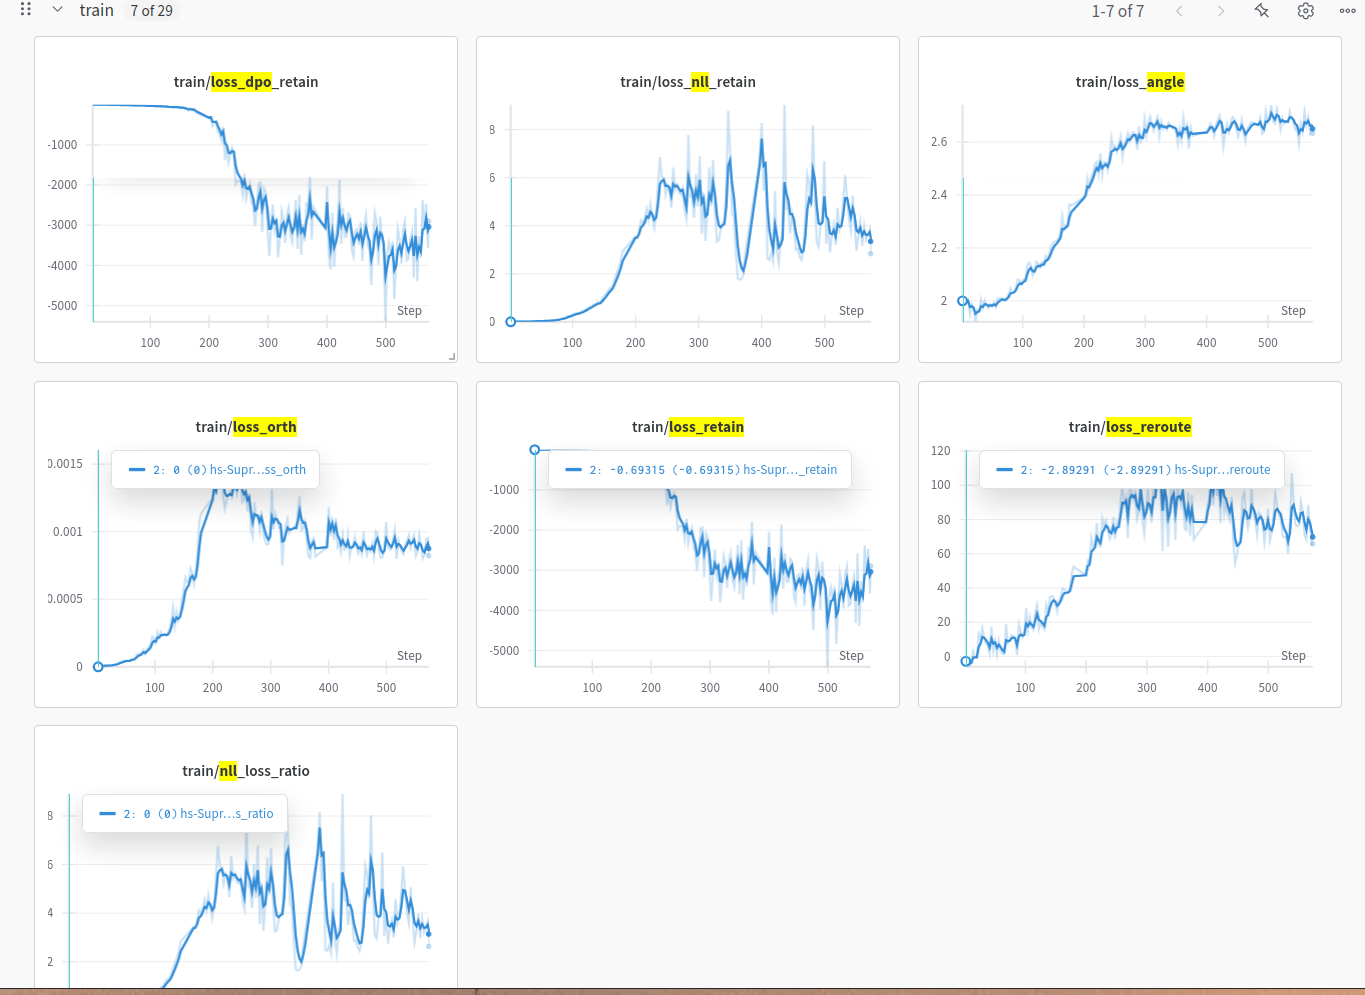 train 7 of 29 1-7 of 7
train/loss_dpo_retain
-1000
-2000
-3000
-4000
-5000
Step
100 200 300 400 500
train/loss_nll_retain
8
6
4
2
0
Step
100 200 300 400 500
train/loss_angle
2.6
2.4
2.2
2
Step
100 200 300 400 500
train/loss_orth
2: 0 (0) hs-Supr...ss_orth
0.0015
0.001
0.0005
0
Step
100 200 300 400 500
train/loss_retain
2: -0.69315 (-0.69315) hs-Supr..._retain
-1000
-2000
-3000
-4000
-5000
Step
100 200 300 400 500
train/loss_reroute
120
2: -2.89291 (-2.89291) hs-Supr...reroute
100
80
60
40
20
0
Step
100 200 300 400 500
train/nll_loss_ratio
2: 0 (0) hs-Supr...s_ratio
8
6
4
2